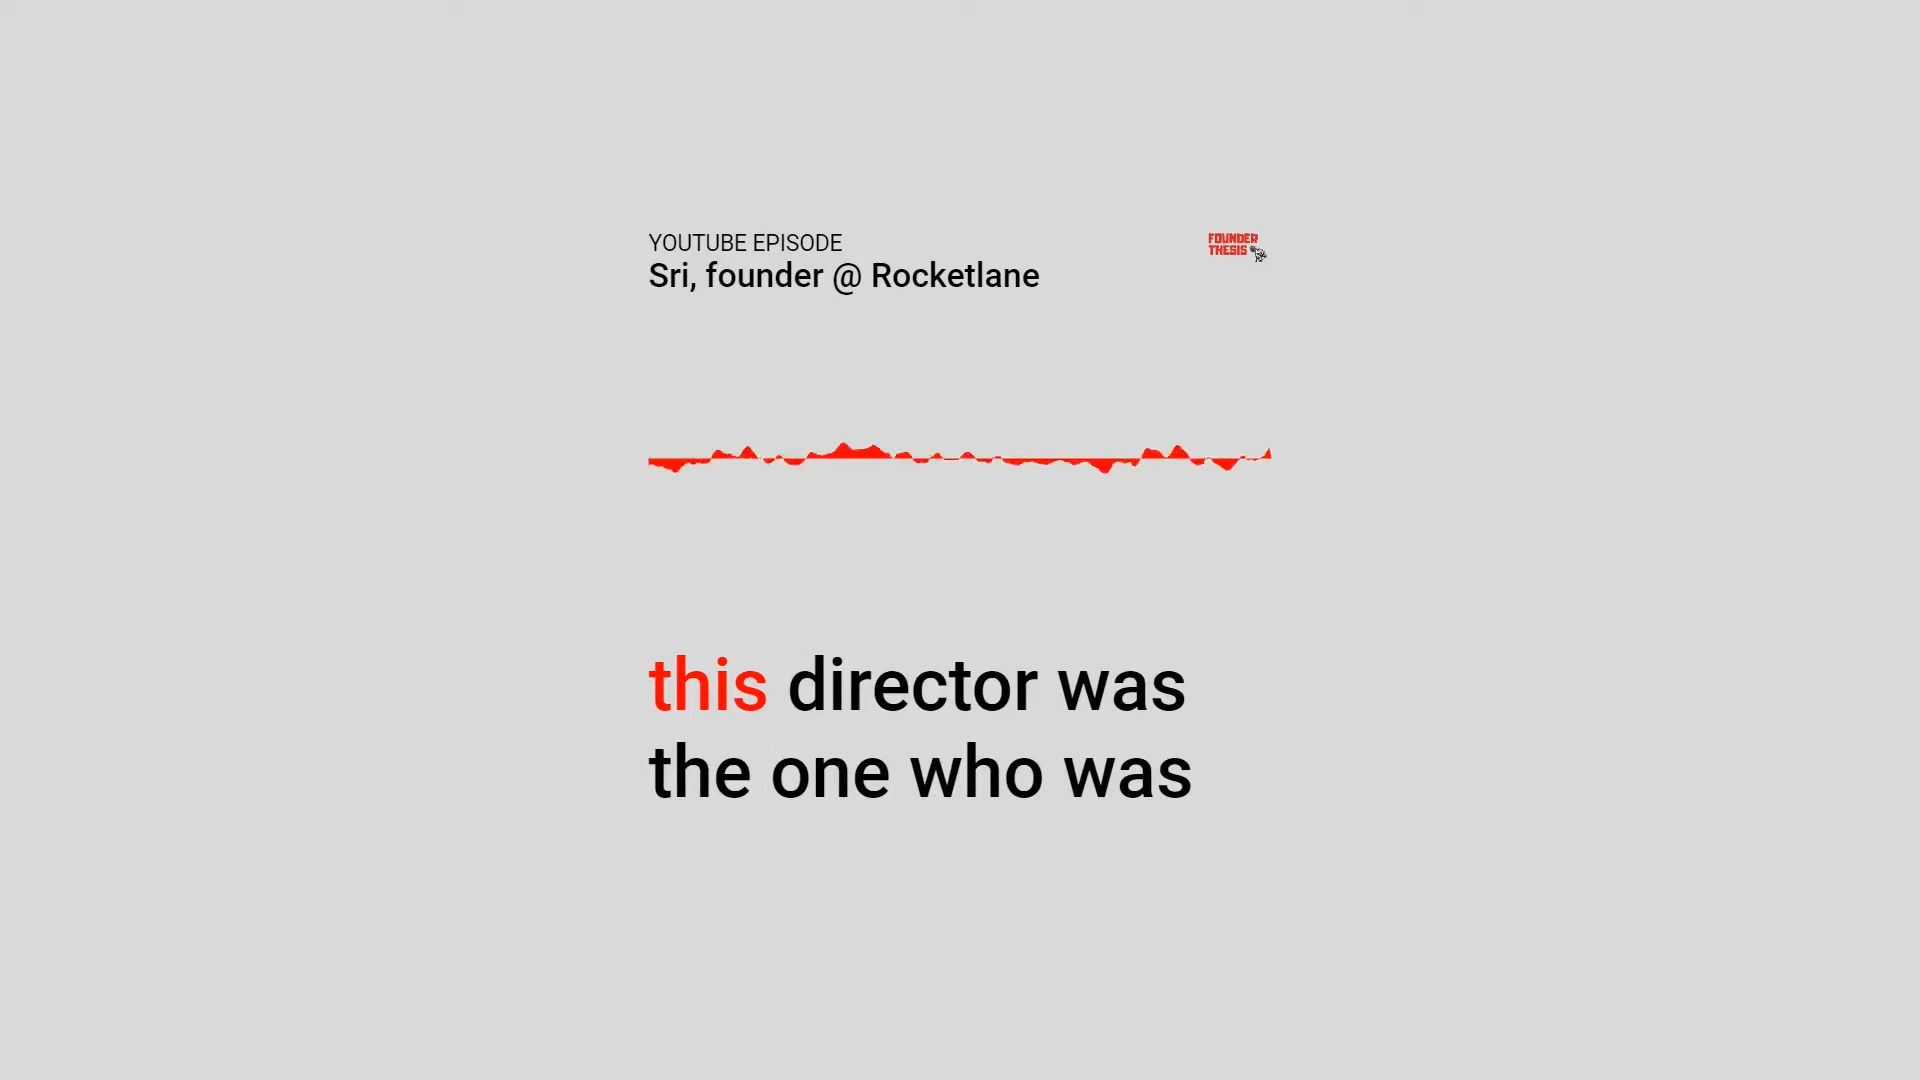 YOUTUBE EPISODE
Sri, founder @ Rocketlane
FOUNDER
THESIS
this director was
the one who was